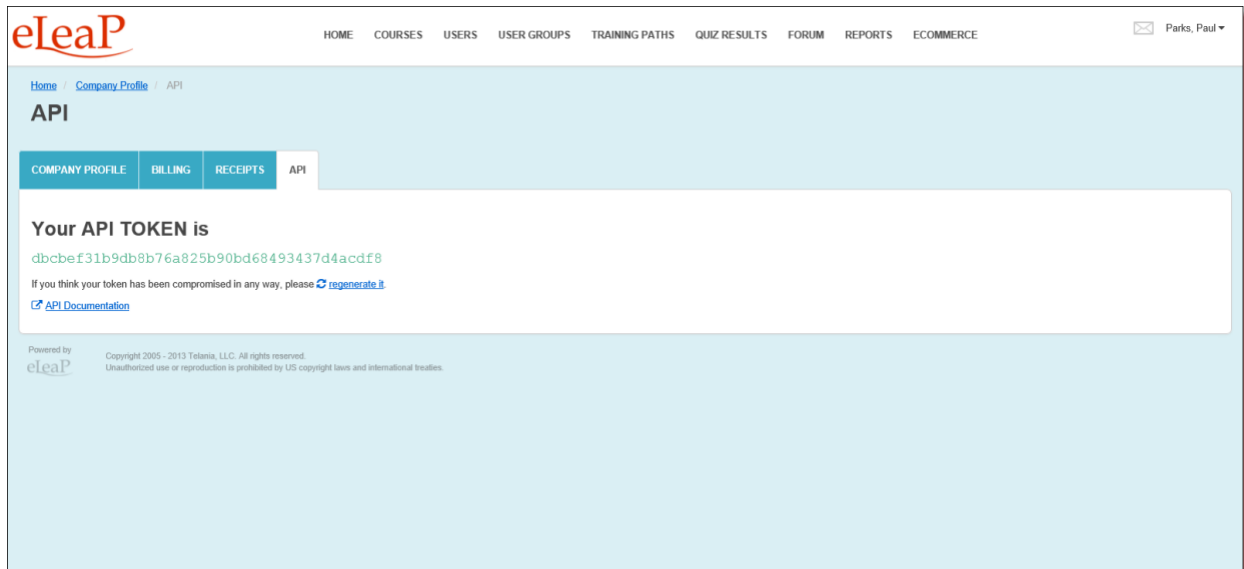 eLeaP
HOME COURSES USERS USER GROUPS TRAINING PATHS QUIZ RESULTS FORUM REPORTS ECOMMERCE
Parks, Paul
Home / Company Profile / API
API
COMPANY PROFILE BILLING RECEIPTS API
Your API TOKEN is
dbcbef31b9db8b76a825b90bd68493437d4acdf8
If you think your token has been compromised in any way, please regenerate it.
API Documentation
Powered by
eLeaP
Copyright 2005 - 2013 Telania, LLC. All rights reserved.
Unauthorized use or reproduction is prohibited by US copyright laws and international treaties.